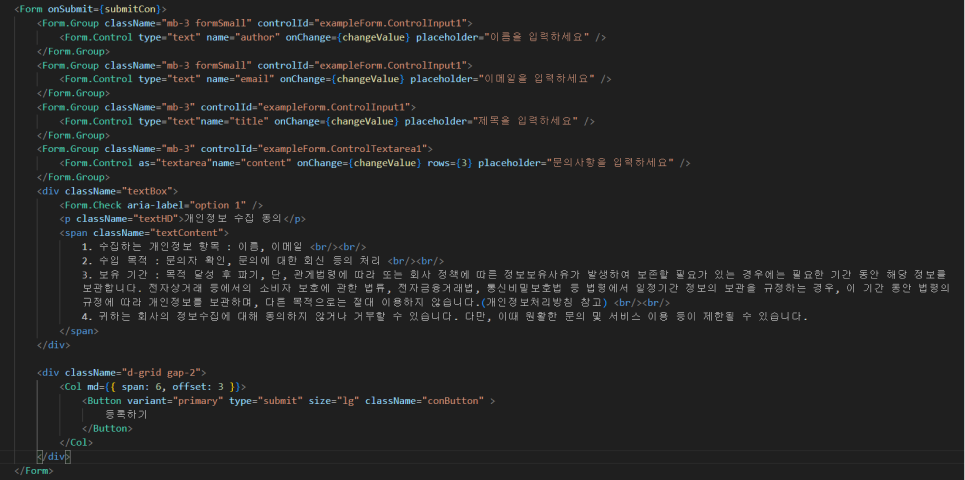 <Form onSubmit={submitCon}>
<Form.Group className="mb-3 formSmall" controlId="exampleForm.ControlInput1">
<Form.Control type="text" name="author" onChange={changeValue} placeholder="이름을 입력하세요" />
</Form.Group>
<Form.Group className="mb-3 formSmall" controlId="exampleForm.ControlInput1">
<Form.Control type="text" name="email" onChange={changeValue} placeholder="이메일을 입력하세요" />
</Form.Group>
<Form.Group className="mb-3" controlId="exampleForm.ControlInput1">
<Form.Control type="text"name="title" onChange={changeValue} placeholder="제목을 입력하세요" />
</Form.Group>
<Form.Group className="mb-3" controlId="exampleForm.ControlTextarea1">
<Form.Control as="textarea"name="content" onChange={changeValue} rows={3} placeholder="문의사항을 입력하세요" />
</Form.Group>
<div className="textBox">
<Form.Check aria-label="option 1" />
<p className="textHD">개인정보 수집 동의</p>
<span className="textContent">
1. 수집하는 개인정보 항목 : 이름, 이메일 <br/><br/>
2. 수입 목적 : 문의자 확인, 문의에 대한 회신 등의 처리 <br/><br/>
3. 보유 기간 : 목적 달성 후 파기, 단, 관계법령에 따라 또는 회사 정책에 따른 정보보유사유가 발생하여 보존할 필요가 있는 경우에는 필요한 기간 동안 해당 정보를
보관합니다. 전자상거래 등에서의 소비자 보호에 관한 법류, 전자금융거래법, 통신비밀보호법 등 법령에서 일정기간 정보의 보관을 규정하는 경우, 이 기간 동안 법령의
규정에 따라 개인정보를 보관하며, 다른 목적으로는 절대 이용하지 않습니다.(개인정보처리방침 참고) <br/><br/>
4. 귀하는 회사의 정보수집에 대해 동의하지 않거나 거부할 수 있습니다. 다만, 이때 원활한 문의 및 서비스 이용 등이 제한될 수 있습니다.
</span>
</div>
<div className="d-grid gap-2">
<Col md={{ span: 6, offset: 3 }}>
<Button variant="primary" type="submit" size="lg" className="conButton" >
등록하기
</Button>
</Col>
</div>
</Form>